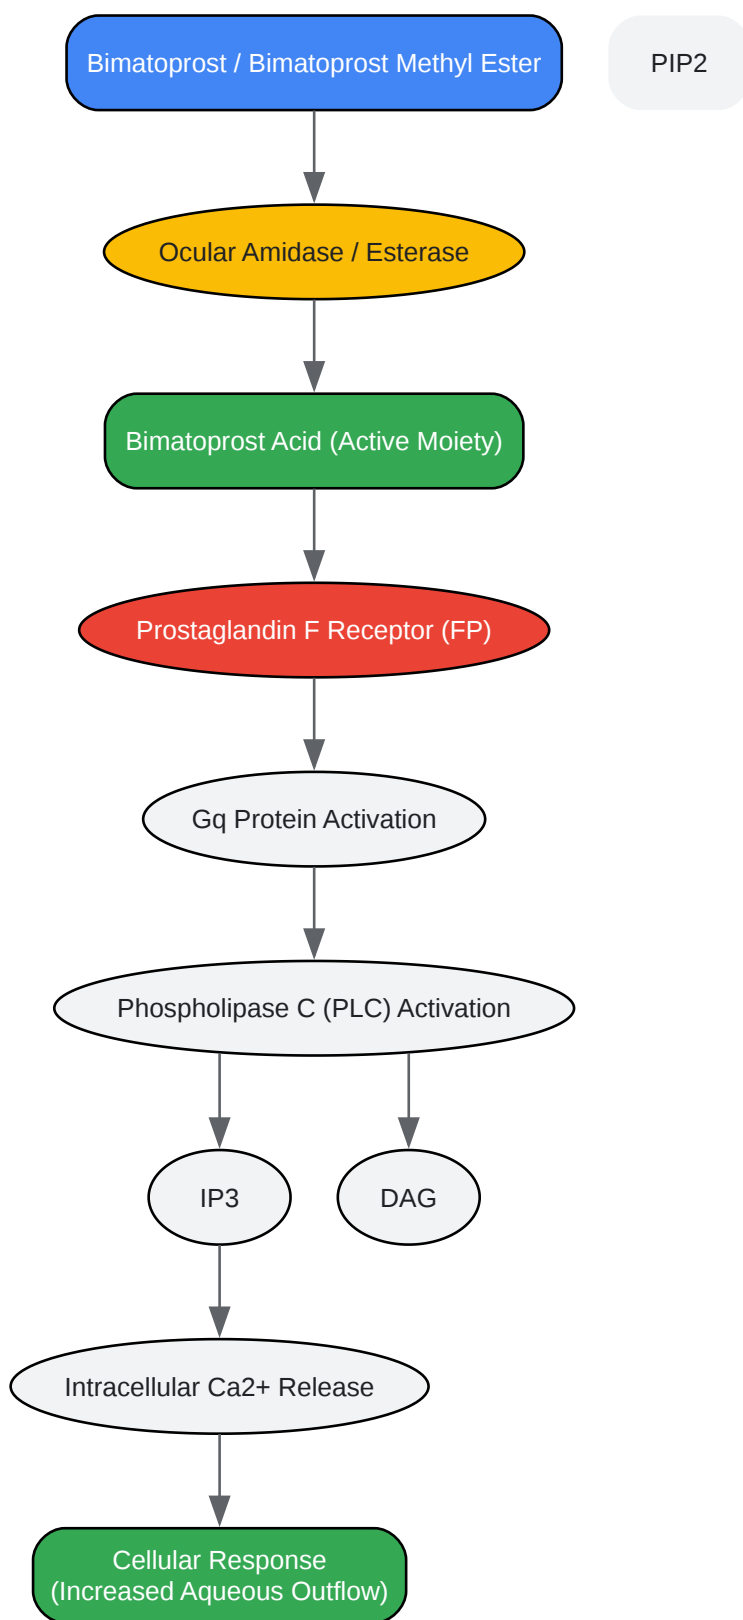 Bimatoprost / Bimatoprost Methyl Ester
PIP2
Ocular Amidase / Esterase
Bimatoprost Acid (Active Moiety)
Prostaglandin F Receptor (FP)
Gq Protein Activation
Phospholipase C (PLC) Activation
IP3
DAG
Intracellular Ca2+ Release
Cellular Response
(Increased Aqueous Outflow)